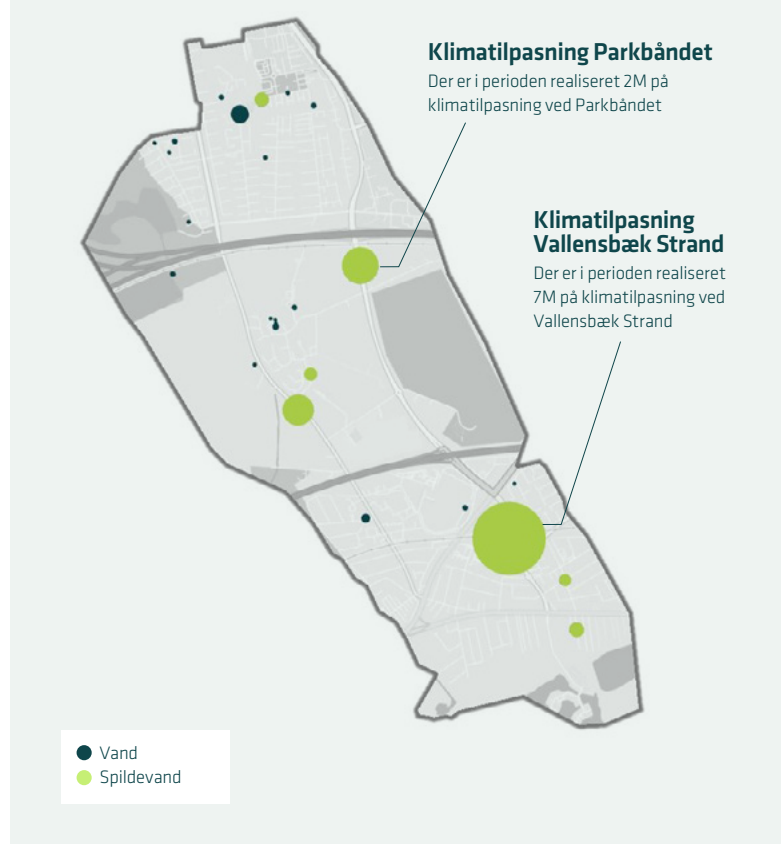 Klimatilpasning Parkbåndet
Der er i perioden realiseret 2M på
klimatilpasning ved Parkbåndet
Klimatilpasning
Vallensbæk Strand
Der er i perioden realiseret
7M på klimatilpasning ved
Vallensbæk Strand
Vand
Spildevand